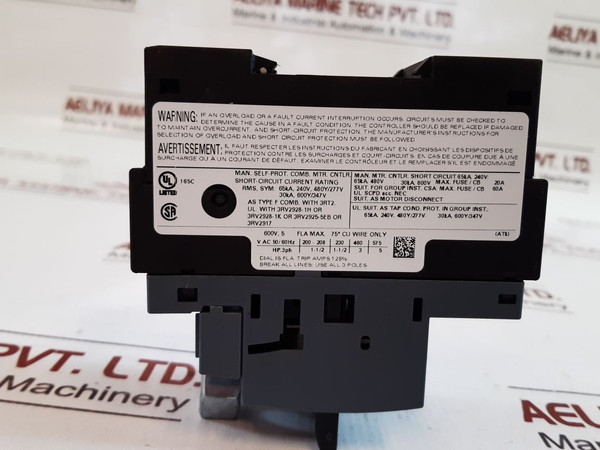 AELIYA MARINE TECH PVT. LTD.
Marine & Industrial Automation & Machinery
WARNING: IF AN OVERLOAD OR A FAULT CURRENT INTERRUPTION OCCURS, CIRCUITS MUST BE CHECKED TO
DETERMINE THE CAUSE IN A FAULT CONDITION. THE CONTROLLER SHOULD BE REPLACED IF DAMAGED.
TO MAINTAIN OVERCURRENT, AND SHORT-CIRCUIT PROTECTION, THE MANUFACTURER'S INSTRUCTIONS FOR
SELECTION OF OVERLOAD AND SHORT CIRCUIT PROTECTION MUST BE FOLLOWED
AVERTISSEMENT: IL FAUT RESPECTER LES INSTRUCTIONS DU FABRICANT EN CHOISISSANT LES DISPOSITIFS DE
PROTECTION CONTRE LES SURCHARGES ET COURT-CIRCUITS. EN CAS DE COUPURE DUE À UNE
SURCHARGE OU À UN COURANT DE DÉFAUT, EXAMINER LE CONTRÔLEUR ET LE REMPLACER S'IL EST ENDOMMAGÉ
UL
LISTED
165C
SA
MAN. SELF-PROT. COMB. MTR. CNTLR.
SHORT-CIRCUIT CURRENT RATING
RMS, SYM: 65kA, 240V, 480Y/277V
30kA, 600Y/347V
AS TYPE F COMB. WITH 3RT2.
UL: WITH 3RV2928-1H OR
3RV2928-1K OR 3RV2925-5EB OR
3RV2917
MAN. MTR. CNTLR. SHORT CIRCUIT 65kA, 240V
65kA, 480V 30kA, 600V MAX. FUSE / CB 20A
SUIT. FOR GROUP INST. CSA MAX. FUSE / CB 60A
UL SCPD acc. NEC
SUIT. AS MOTOR DISCONNECT
UL: SUIT. AS TAP COND. PROT. IN GROUP INST.
65kA, 240V, 480Y/277V 30kA, 600Y/347V
600V, 5 FLA MAX. 75° CU WIRE ONLY
V AC 50/60Hz 200-208 230 460 575
HP, 3ph 1-1/2 1-1/2 3 5
DIAL IS FLA, TRIP AMPS 125%
BREAK ALL LINES, USE ALL 3 POLES
PVT. LTD.
Machinery
AELIYA
Marine